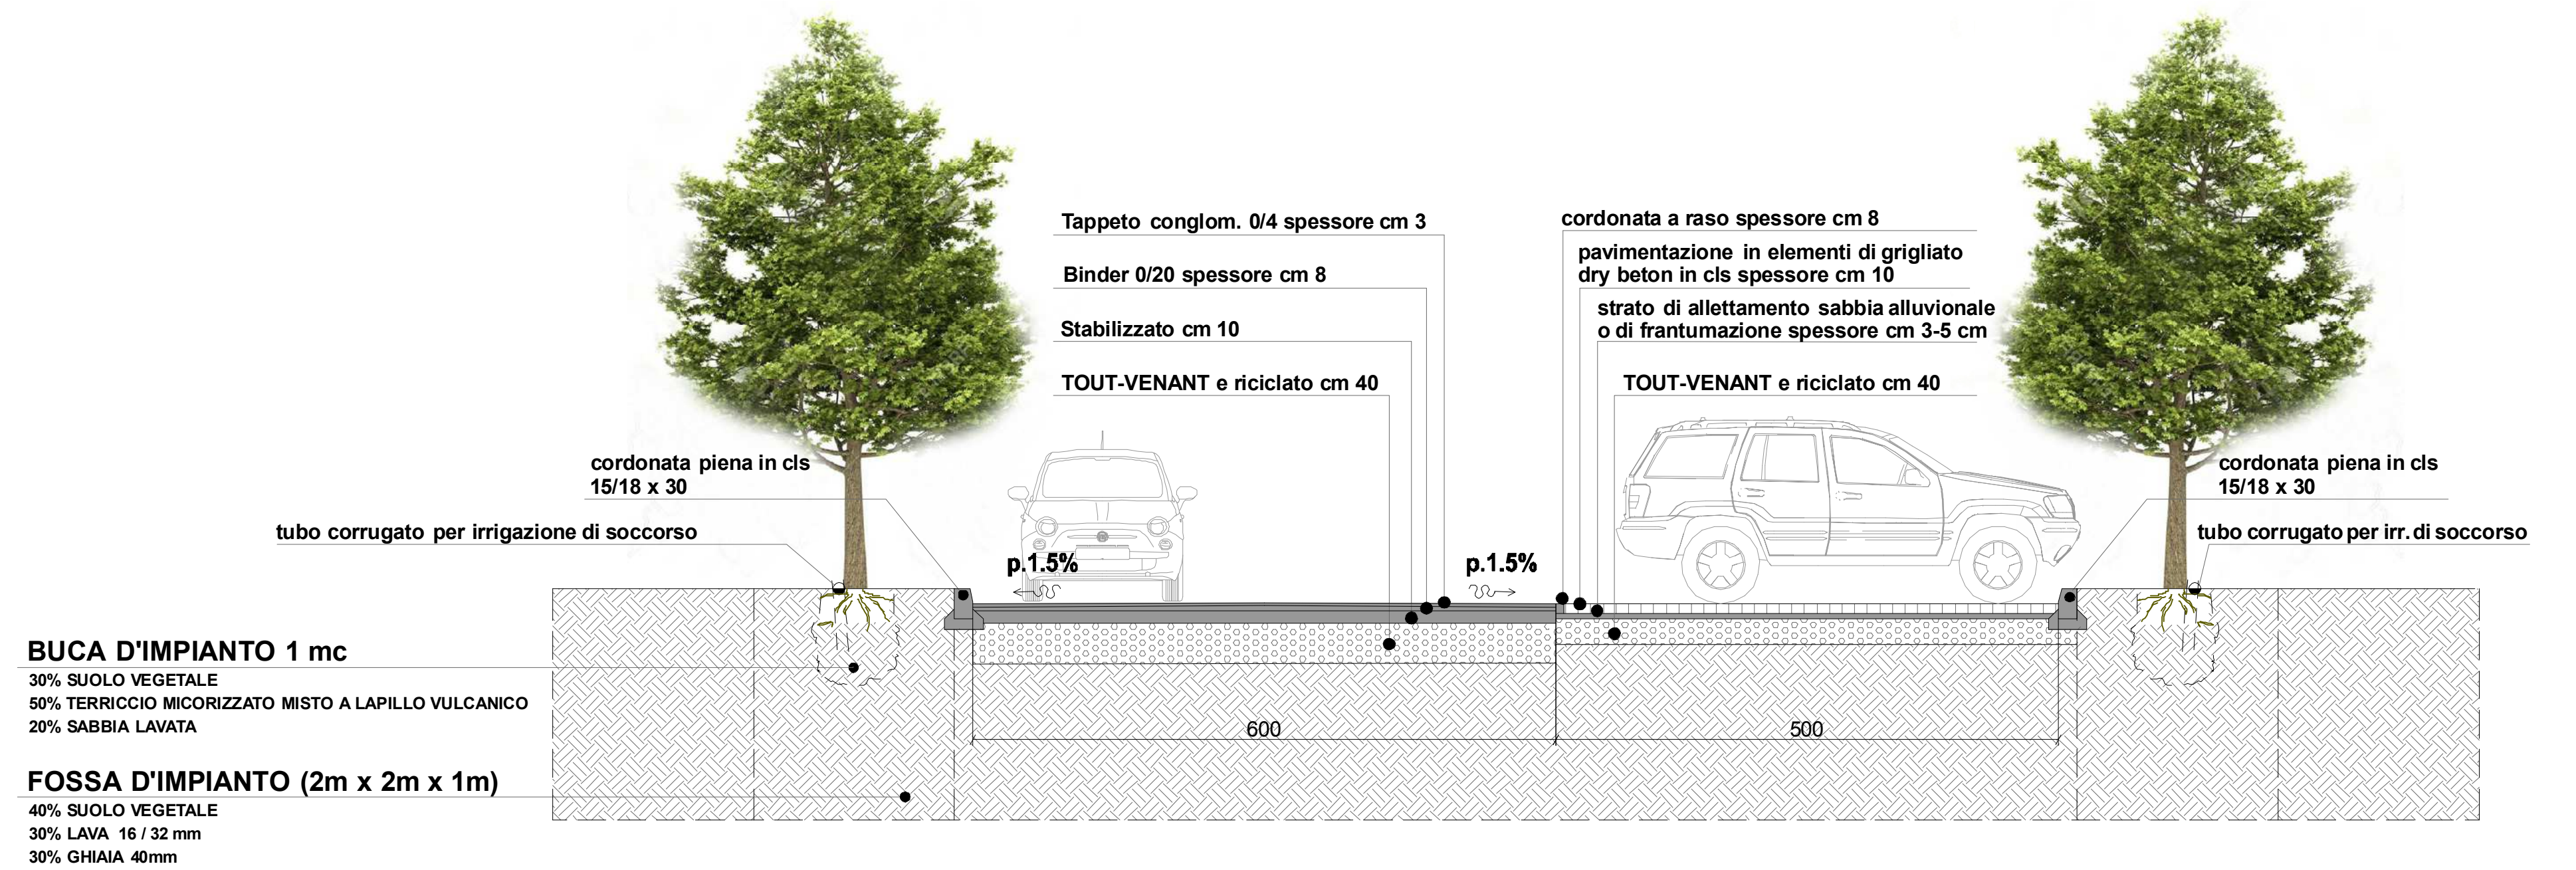 Tappeto conglom. 0/4 spessore cm 3
Binder 0/20 spessore cm 8
Stabilizzato cm 10
TOUT-VENANT e riciclato cm 40
cordonata a raso spessore cm 8
pavimentazione in elementi di grigliato
dry beton in cls spessore cm 10
strato di allettamento sabbia alluvionale
o di frantumazione spessore cm 3-5 cm
TOUT-VENANT e riciclato cm 40
cordonata piena in cls
15/18 x 30
tubo corrugato per irrigazione di soccorso
cordonata piena in cls
15/18 x 30
tubo corrugato per irr. di soccorso
p.1.5%
p.1.5%
BUCA D'IMPIANTO 1 mc
30% SUOLO VEGETALE
50% TERRICCIO MICORIZZATO MISTO A LAPILLO VULCANICO
20% SABBIA LAVATA
600
500
FOSSA D'IMPIANTO (2m x 2m x 1m)
40% SUOLO VEGETALE
30% LAVA 16 / 32 mm
30% GHIAIA 40mm